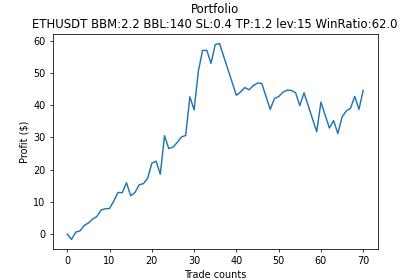 Portfolio
ETHUSDT BBM:2.2 BBL:140 SL:0.4 TP:1.2 lev:15 WinRatio:62.0
60
50
40
30
20
10
0
Profit ($)
0 10 20 30 40 50 60 70
Trade counts